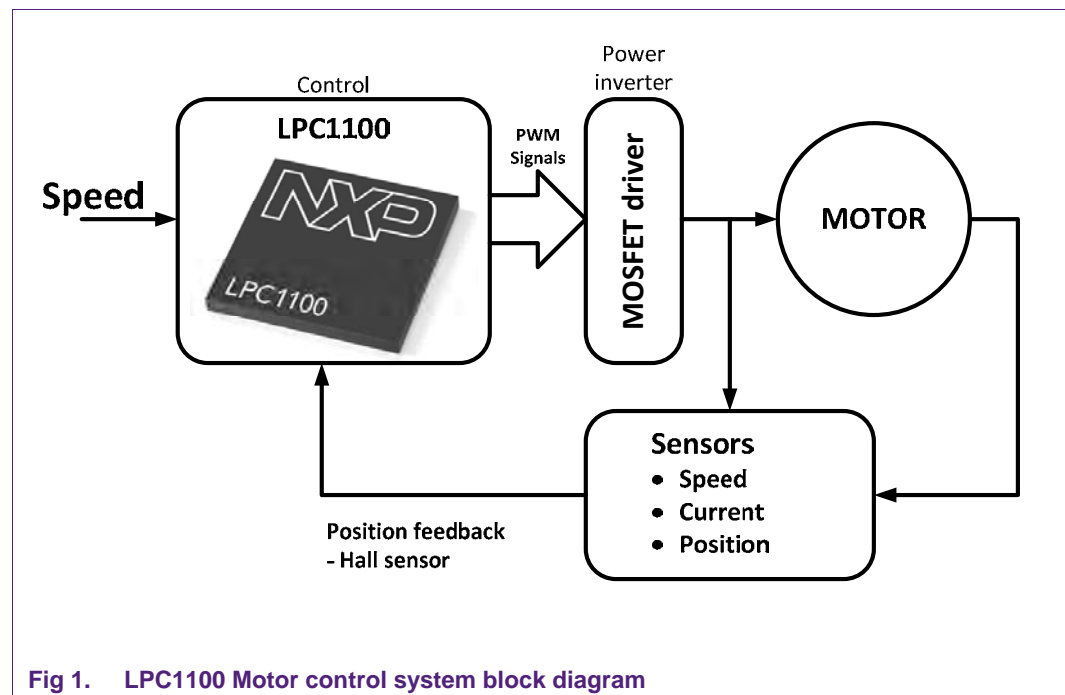 Control
LPC1100
NXP
LPC1100
Speed
PWM
Signals
Power
inverter
MOSFET driver
MOTOR
Sensors
• Speed
• Current
• Position
Position feedback
- Hall sensor
Fig 1. LPC1100 Motor control system block diagram